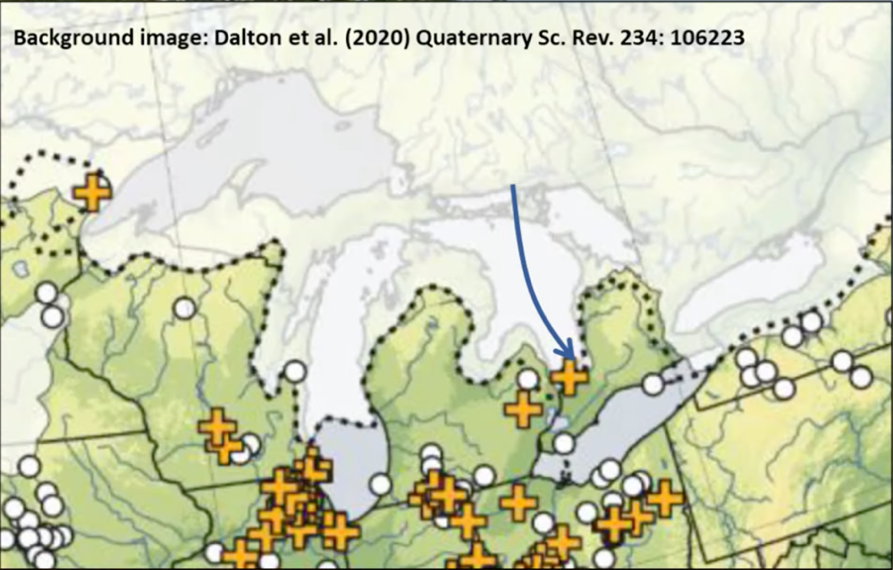 Background image: Dalton et al. (2020) Quaternary Sc. Rev. 234: 106223